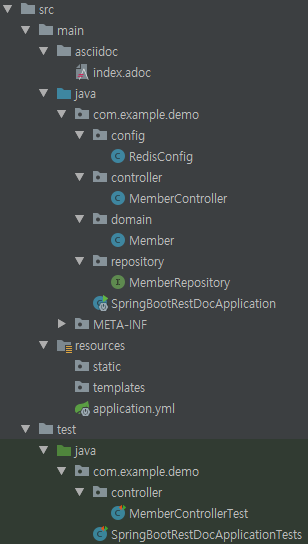 src
main
asciidoc
index.adoc
java
com.example.demo
config
RedisConfig
controller
MemberController
domain
Member
repository
MemberRepository
SpringBootRestDocApplication
META-INF
resources
static
templates
application.yml
test
java
com.example.demo
controller
MemberControllerTest
SpringBootRestDocApplicationTests